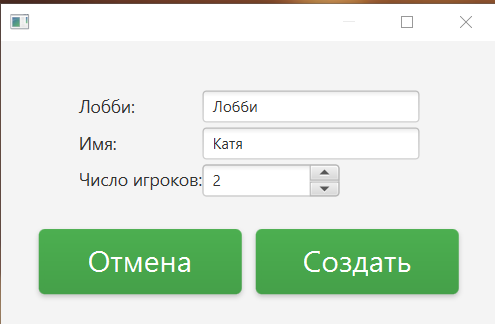 Лобби: Лобби
Имя: Катя
Число игроков: 2
Отмена Создать